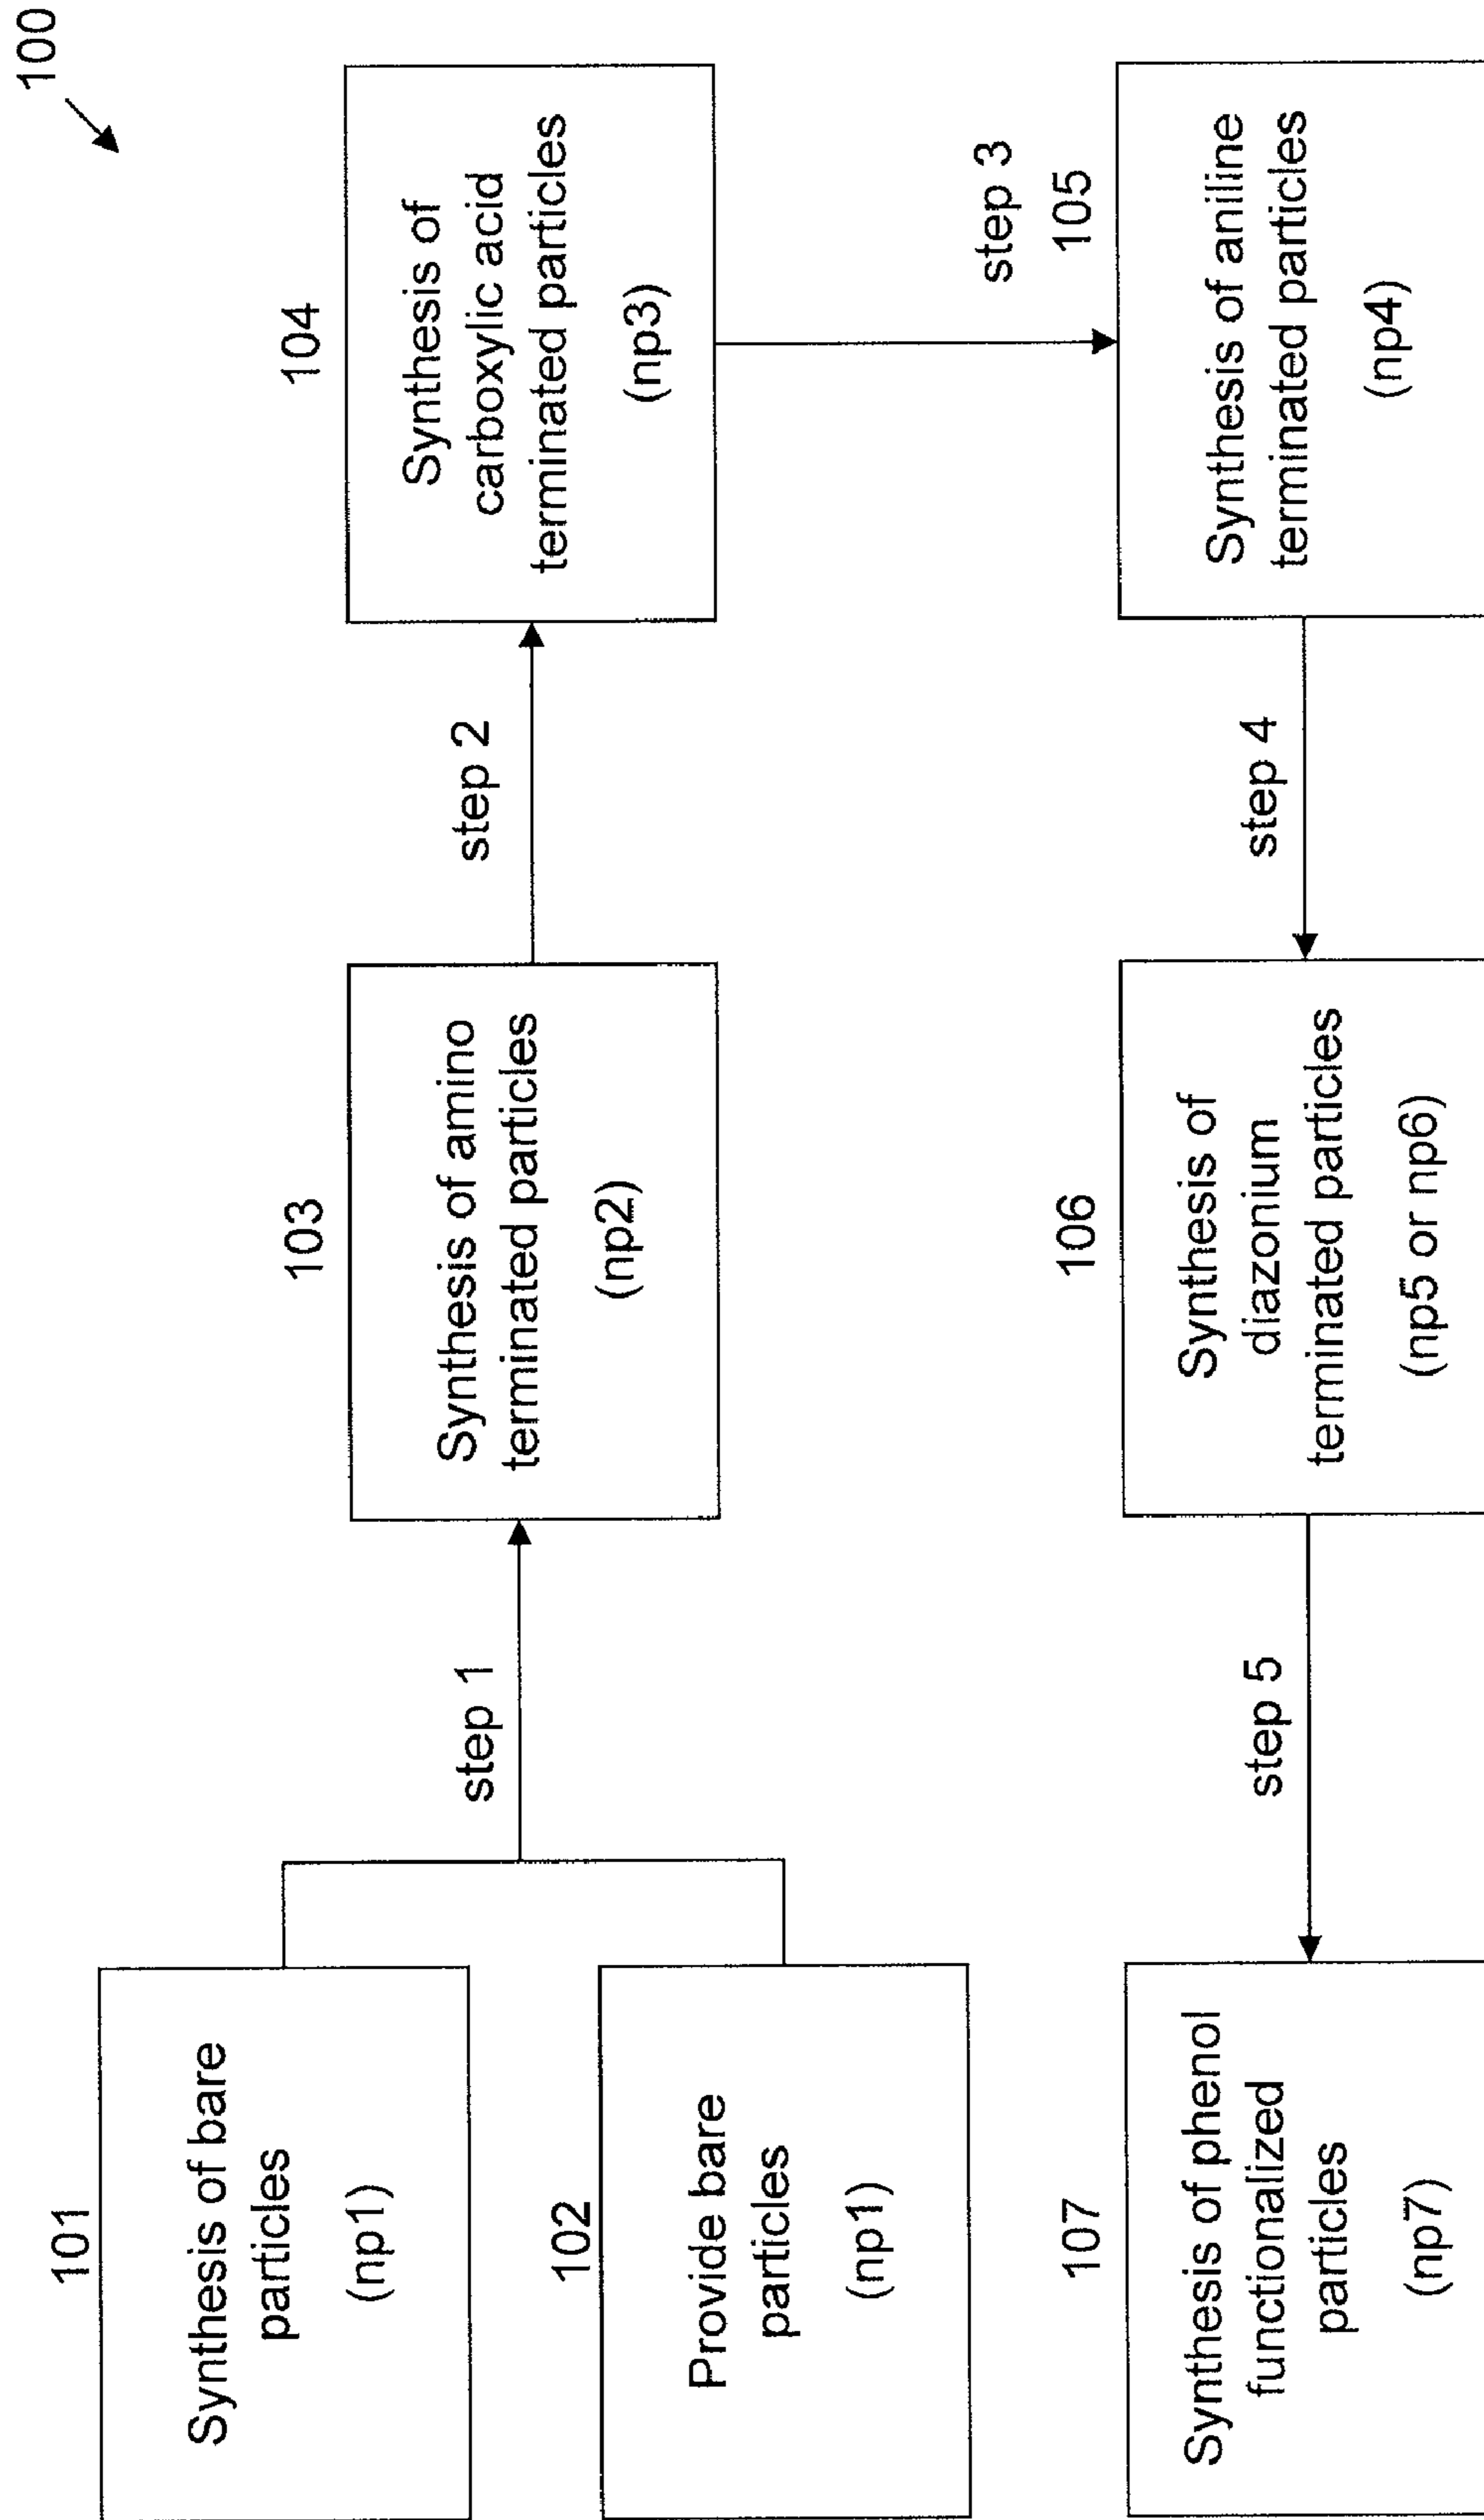 100
101
Synthesis of bare
particles
(np1)
102
Provide bare
particles
(np1)
step 1
103
Synthesis of amino
terminated particles
(np2)
step 2
104
Synthesis of
carboxylic acid
terminated particles
(np3)
step 3
105
Synthesis of aniline
terminated particles
(np4)
step 4
106
Synthesis of
diazonium
terminated particles
(np5 or np6)
step 5
107
Synthesis of phenol
functionalized
particles
(np7)